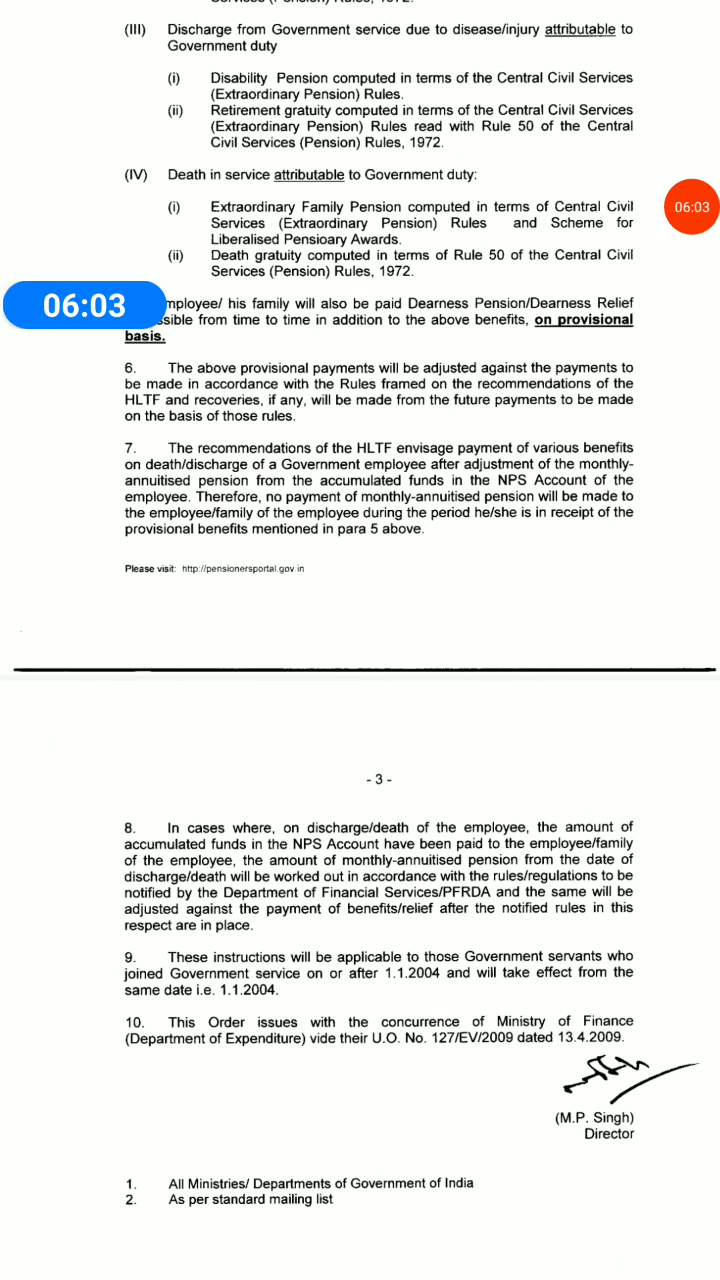 (III) Discharge from Government service due to disease/injury attributable to
Government duty
(i) Disability Pension computed in terms of the Central Civil Services
(Extraordinary Pension) Rules.
(ii) Retirement gratuity computed in terms of the Central Civil Services
(Extraordinary Pension) Rules read with Rule 50 of the Central
Civil Services (Pension) Rules, 1972.
(IV) Death in service attributable to Government duty:
(i) Extraordinary Family Pension computed in terms of Central Civil
Services (Extraordinary Pension) Rules and Scheme for
Liberalised Pensioary Awards.
(ii) Death gratuity computed in terms of Rule 50 of the Central Civil
Services (Pension) Rules, 1972.
06:03
06:03
mployee/ his family will also be paid Dearness Pension/Dearness Relief
ssible from time to time in addition to the above benefits, on provisional
basis.
6. The above provisional payments will be adjusted against the payments to
be made in accordance with the Rules framed on the recommendations of the
HLTF and recoveries, if any, will be made from the future payments to be made
on the basis of those rules.
7. The recommendations of the HLTF envisage payment of various benefits
on death/discharge of a Government employee after adjustment of the monthly-
annuitised pension from the accumulated funds in the NPS Account of the
employee. Therefore, no payment of monthly-annuitised pension will be made to
the employee/family of the employee during the period he/she is in receipt of the
provisional benefits mentioned in para 5 above.
Please visit: http://pensionersportal.gov.in
- 3 -
8. In cases where, on discharge/death of the employee, the amount of
accumulated funds in the NPS Account have been paid to the employee/family
of the employee, the amount of monthly-annuitised pension from the date of
discharge/death will be worked out in accordance with the rules/regulations to be
notified by the Department of Financial Services/PFRDA and the same will be
adjusted against the payment of benefits/relief after the notified rules in this
respect are in place.
9. These instructions will be applicable to those Government servants who
joined Government service on or after 1.1.2004 and will take effect from the
same date i.e. 1.1.2004.
10. This Order issues with the concurrence of Ministry of Finance
(Department of Expenditure) vide their U.O. No. 127/EV/2009 dated 13.4.2009.
(M.P. Singh)
Director
1. All Ministries/ Departments of Government of India
2. As per standard mailing list